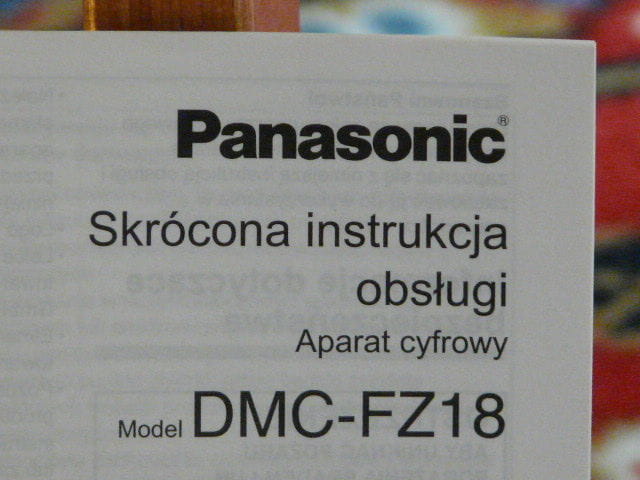 Panasonic®
Skrócona instrukcja
obsługi
Aparat cyfrowy
Model DMC-FZ18